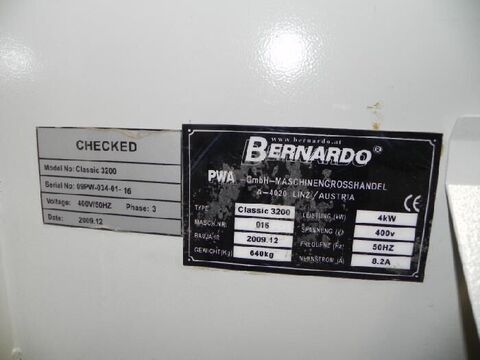 CHECKED
Model No: Classic 3200
Serial No: 09PW-034-01-16
Voltage: 400V/50HZ Phase: 3
Date: 2009.12
www.bernardo.at
BERNARDO®
PWA -GmbH-MASCHINENGROSSHANDEL
A-4020 LINZ/AUSTRIA
TYPE Classic 3200 LEISTUNG (kW) 4kW
MASCH.NR. 016 SPANNUNG 400v
BAUJAHR 2009.12 FREQUENZ (Hz) 50HZ
GEWICHT(Kg) 640kg NENNSTROM (A) 8.2A